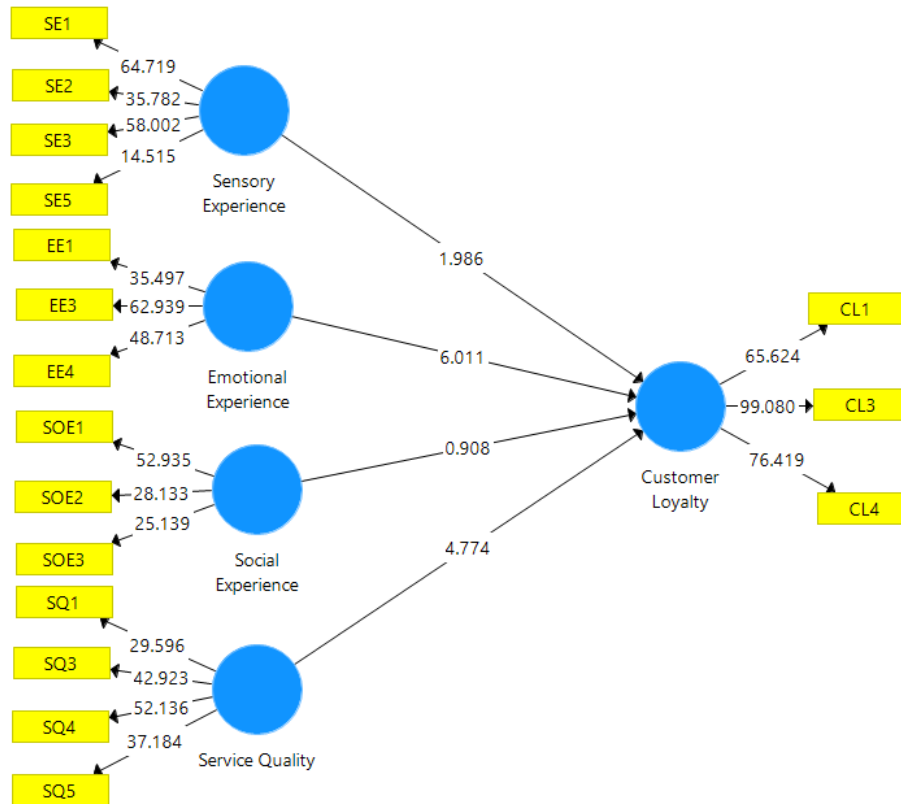 SE1
64.719
SE2
35.782
SE3
58.002
14.515
SE5
Sensory
Experience
EE1
35.497
1.986
EE3
62.939
CL1
48.713
65.624
EE4
6.011
Emotional
Experience
99.080
CL3
SOE1
52.935
0.908
76.419
Customer
Loyalty
SOE2
28.133
CL4
25.139
SOE3
Social
Experience
4.774
SQ1
29.596
SQ3
42.923
52.136
SQ4
37.184
Service Quality
SQ5